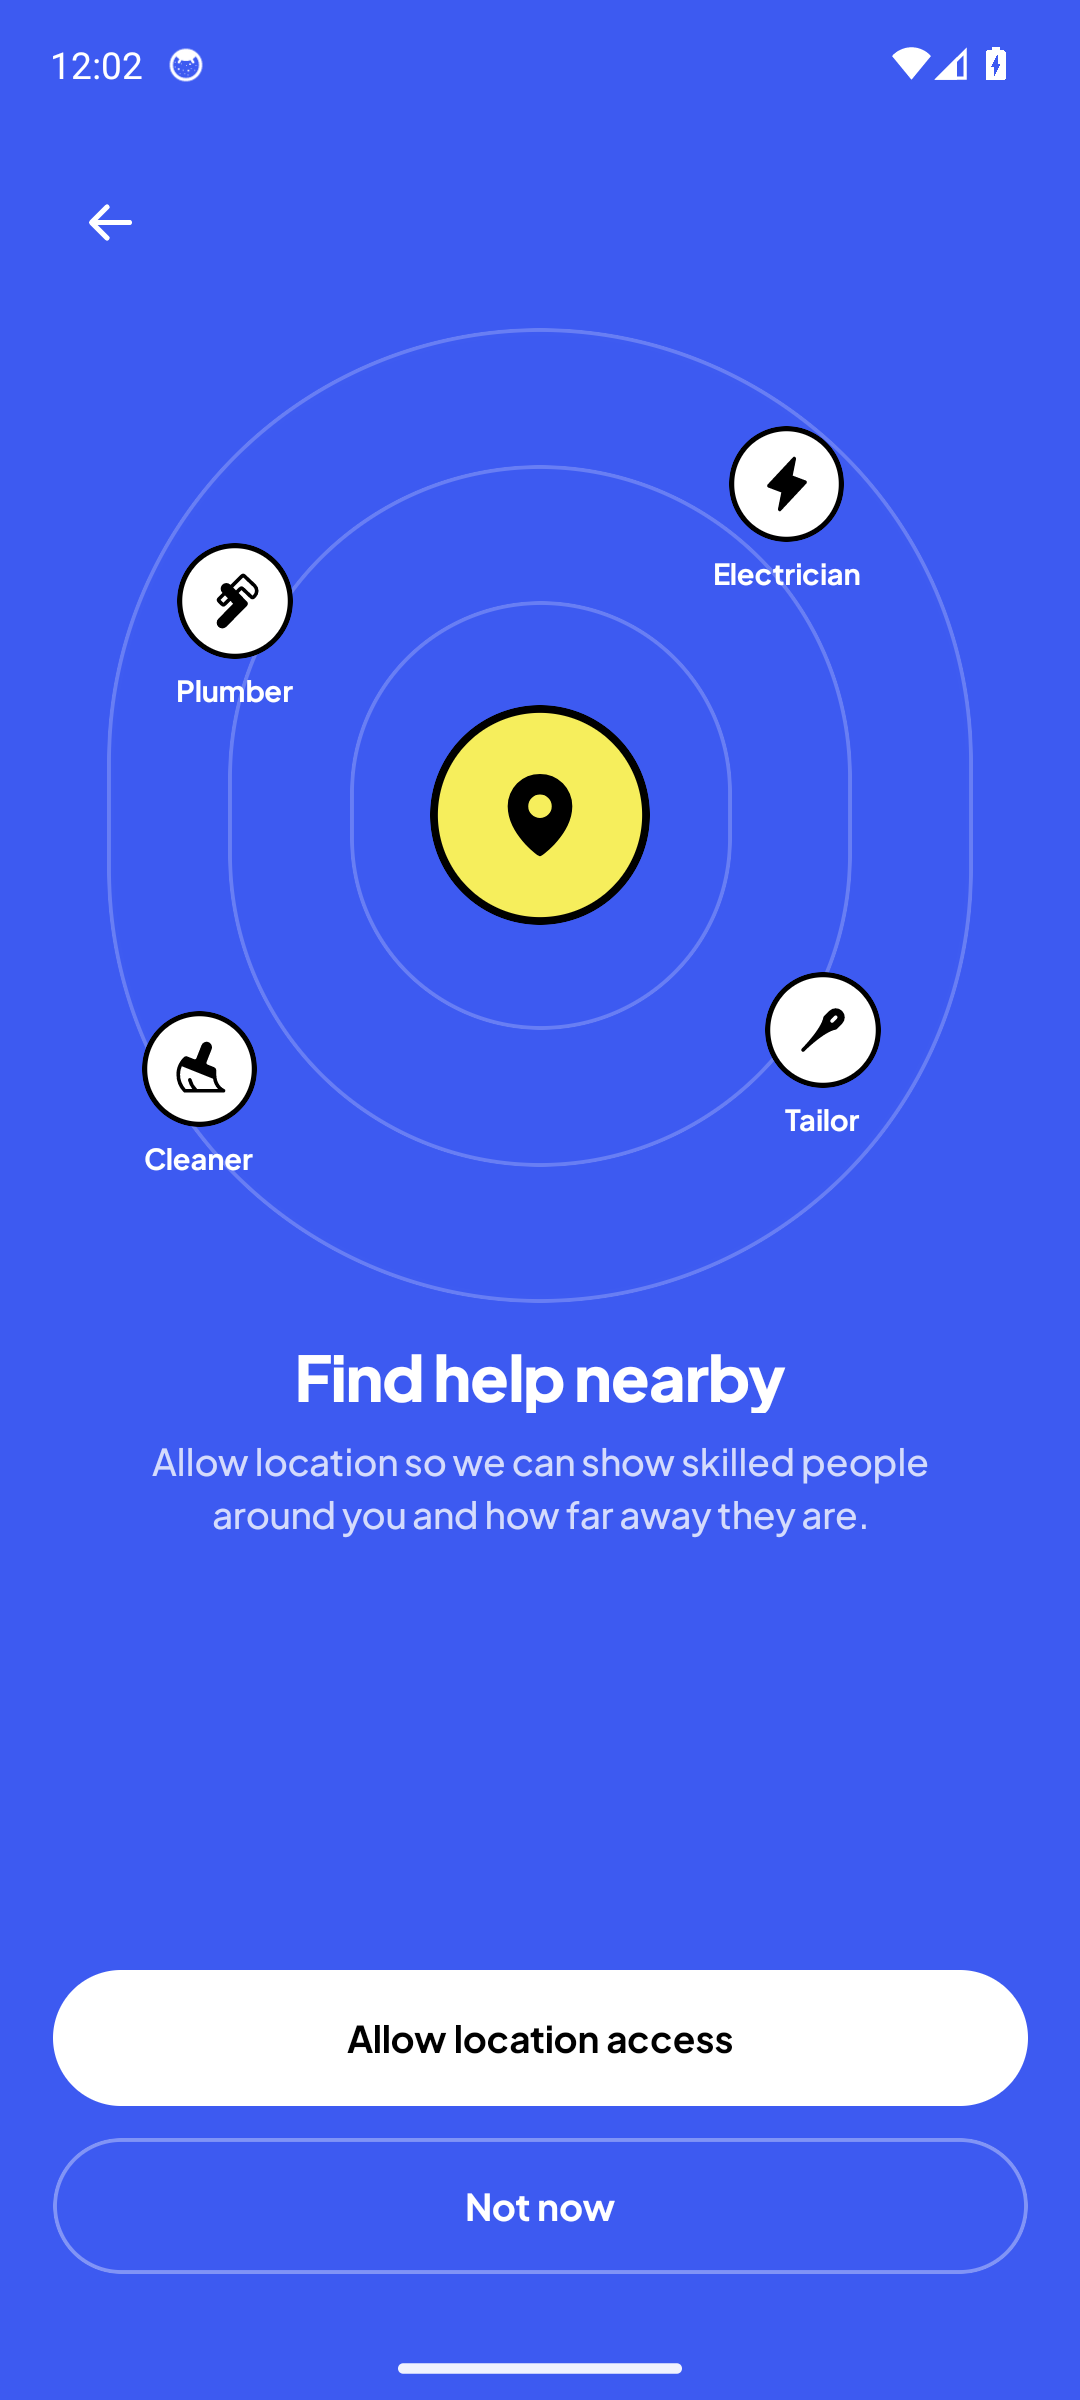 12:02
Electrician
Plumber
Tailor
Cleaner
Find help nearby
Allow location so we can show skilled people
around you and how far away they are.
Allow location access
Not now